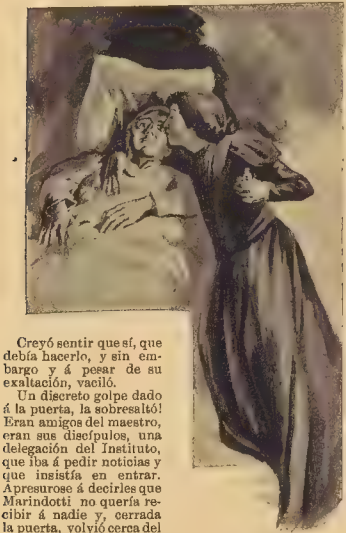 Creyó sentir que sí, que
debía hacerlo, y sin em-
bargo y á pesar de su
exaltación, vaciló.
Un discreto golpe dado
á la puerta, la sobresaltó!
Eran amigos del maestro,
eran sus discípulos, una
delegación del Instituto,
que iba á pedir noticias y
que insistía en entrar.
Apresurose á decirles que
Marindotti no quería re-
cibir á nadie y, cerrada
la puerta, volvió cerca del